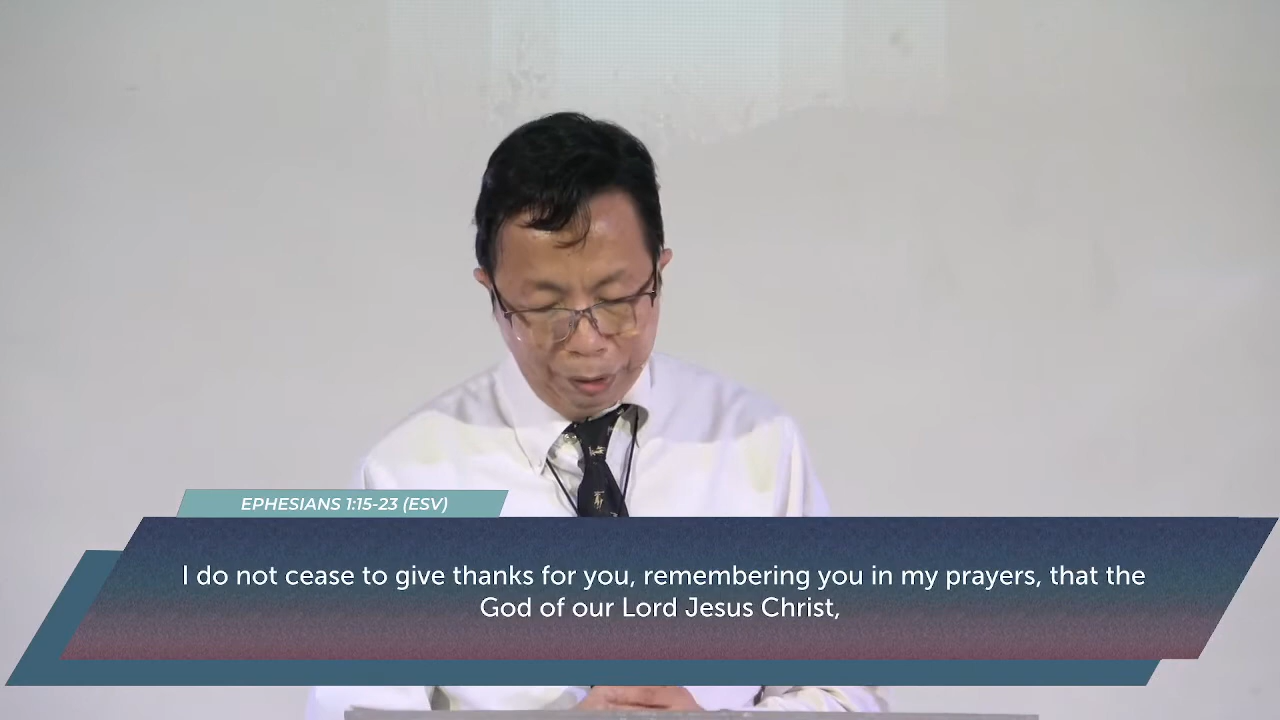 EPHESIANS 1:15-23 (ESV)
I do not cease to give thanks for you, remembering you in my prayers, that the
God of our Lord Jesus Christ,